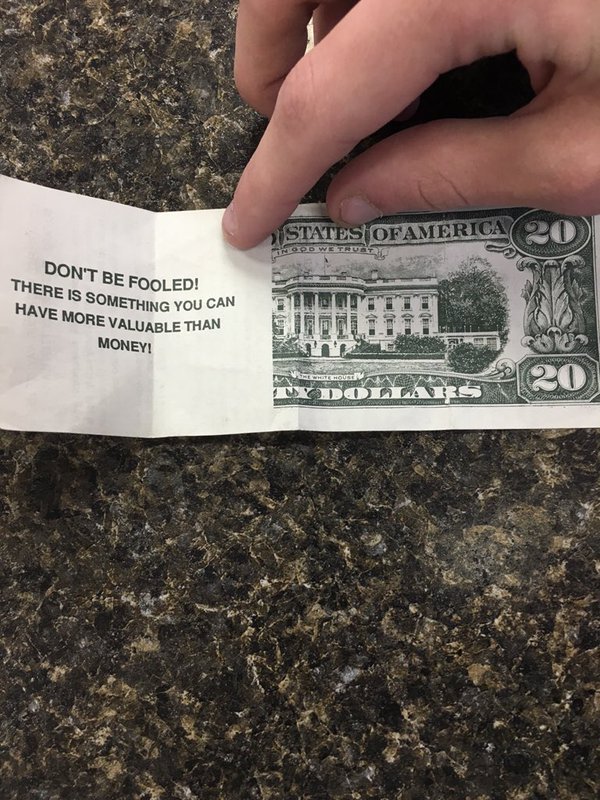 DON'T BE FOOLED!
THERE IS SOMETHING YOU CAN
HAVE MORE VALUABLE THAN
MONEY!
STATES OF AMERICA
IN GOD WE TRUST
20
THE WHITE HOUSE
TY DOLLARS
20